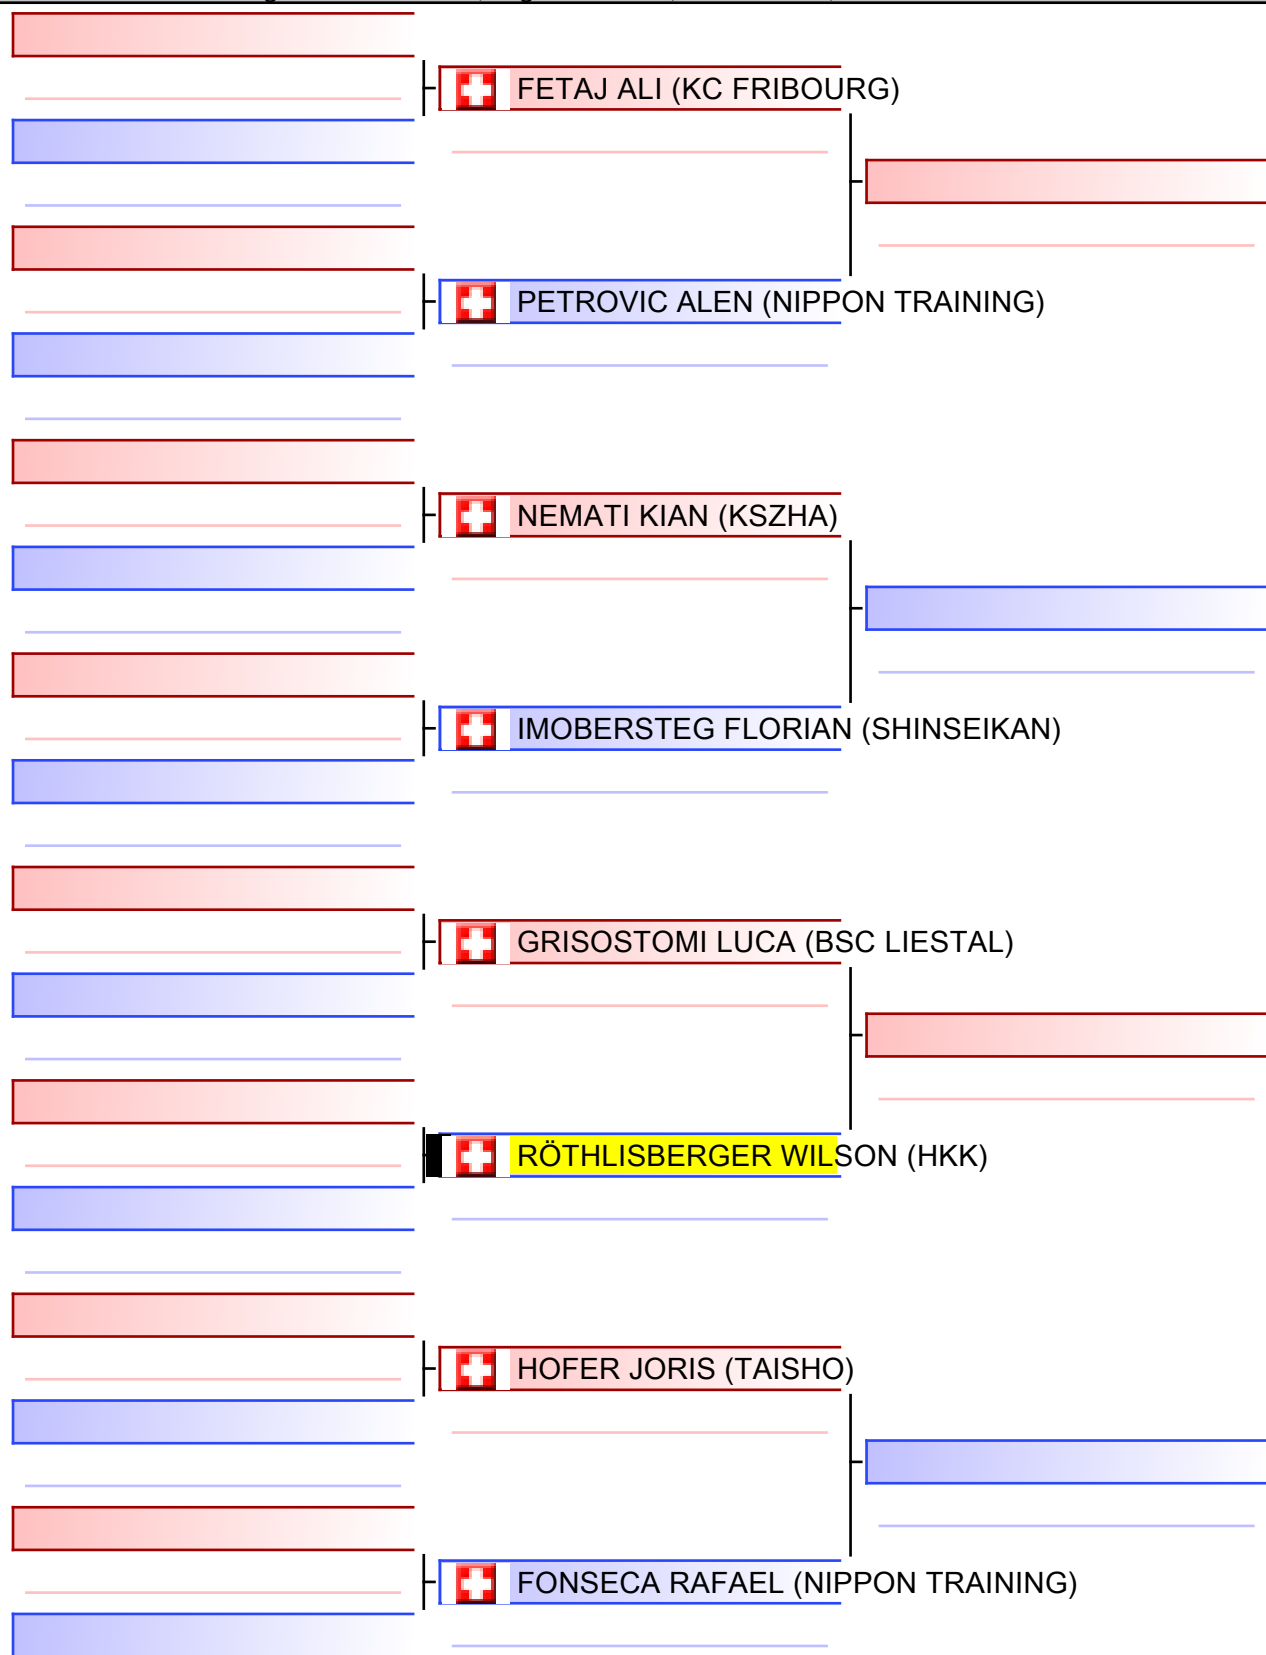 FETAJ ALI (KC FRIBOURG)
PETROVIC ALEN (NIPPON TRAINING)
NEMATI KIAN (KSZHA)
IMOBERSTEG FLORIAN (SHINSEIKAN)
GRISOSTOMI LUCA (BSC LIESTAL)
RÖTHLISBERGER WILSON (HKK)
HOFER JORIS (TAISHO)
FONSECA RAFAEL (NIPPON TRAINING)